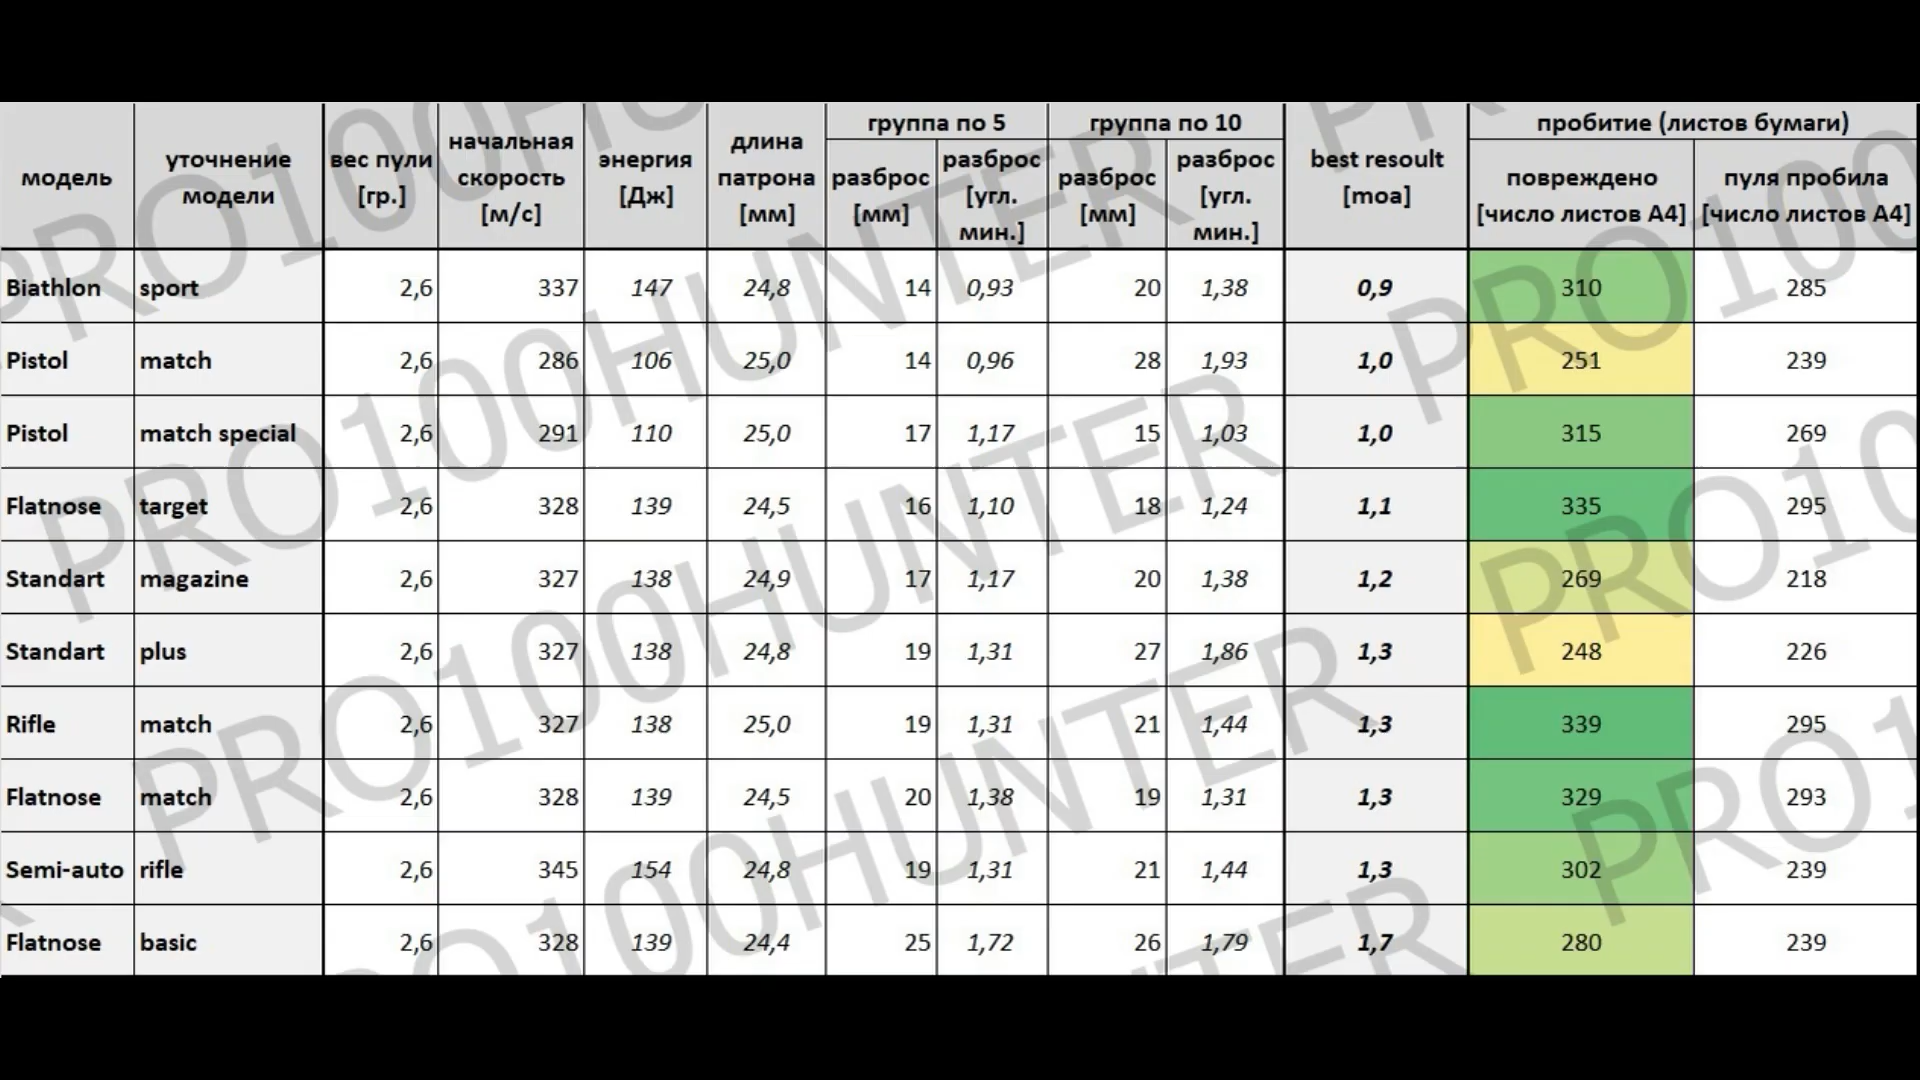 модель уточнение модели вес пули [гр.] начальная скорость [м/с] энергия [Дж] длина патрона [мм] группа по 5 группа по 10 best resoult [moa] пробитие (листов бумаги)
разброс [мм] разброс [угл. мин.] разброс [мм] разброс [угл. мин.] повреждено [число листов А4] пуля пробила [число листов А4]
Biathlon sport 2,6 337 147 24,8 14 0,93 20 1,38 0,9 310 285
Pistol match 2,6 286 106 25,0 14 0,96 28 1,93 1,0 251 239
Pistol match special 2,6 291 110 25,0 17 1,17 15 1,03 1,0 315 269
Flatnose target 2,6 328 139 24,5 16 1,10 18 1,24 1,1 335 295
Standart magazine 2,6 327 138 24,9 17 1,17 20 1,38 1,2 269 218
Standart plus 2,6 327 138 24,8 19 1,31 27 1,86 1,3 248 226
Rifle match 2,6 327 138 25,0 19 1,31 21 1,44 1,3 339 295
Flatnose match 2,6 328 139 24,5 20 1,38 19 1,31 1,3 329 293
Semi-auto rifle 2,6 345 154 24,8 19 1,31 21 1,44 1,3 302 239
Flatnose basic 2,6 328 139 24,4 25 1,72 26 1,79 1,7 280 239
PRO100HUNTER